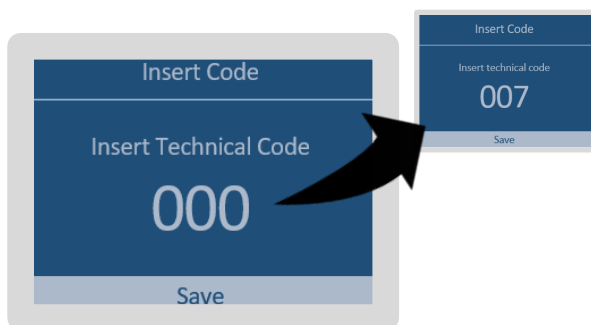 Insert Code
Insert Technical Code
000
Save
Insert Code
Insert technical code
007
Save